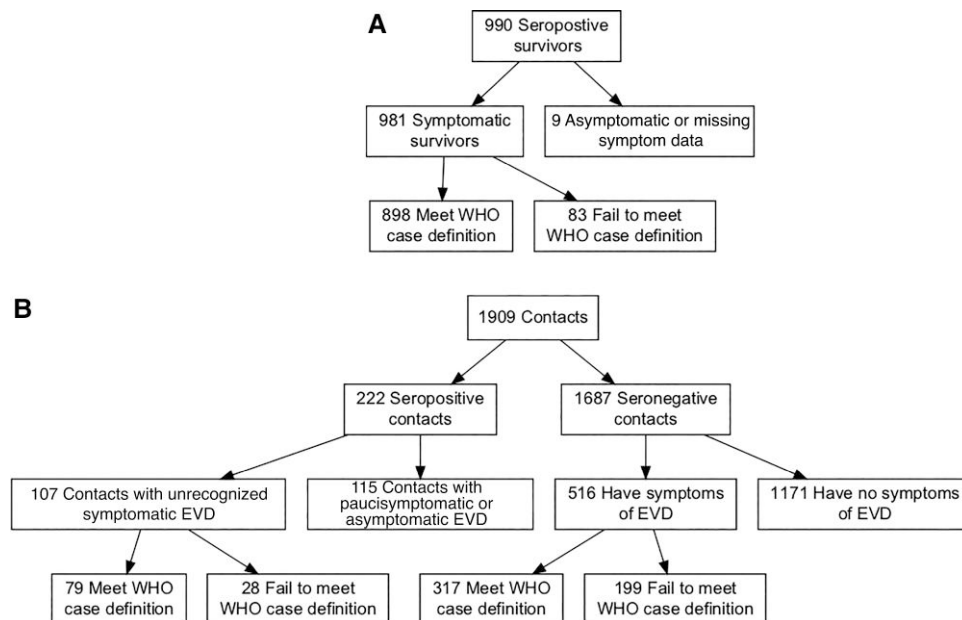 A
990 Seropostive
survivors
981 Symptomatic
survivors
9 Asymptomatic or missing
symptom data
898 Meet WHO
case definition
83 Fail to meet
WHO case definition
B
1909 Contacts
222 Seropositive
contacts
1687 Seronegative
contacts
107 Contacts with unrecognized
symptomatic EVD
115 Contacts with
paucisymptomatic or
asymptomatic EVD
516 Have symptoms
of EVD
1171 Have no symptoms
of EVD
79 Meet WHO
case definition
28 Fail to meet
WHO case definition
317 Meet WHO
case definition
199 Fail to meet
WHO case definition